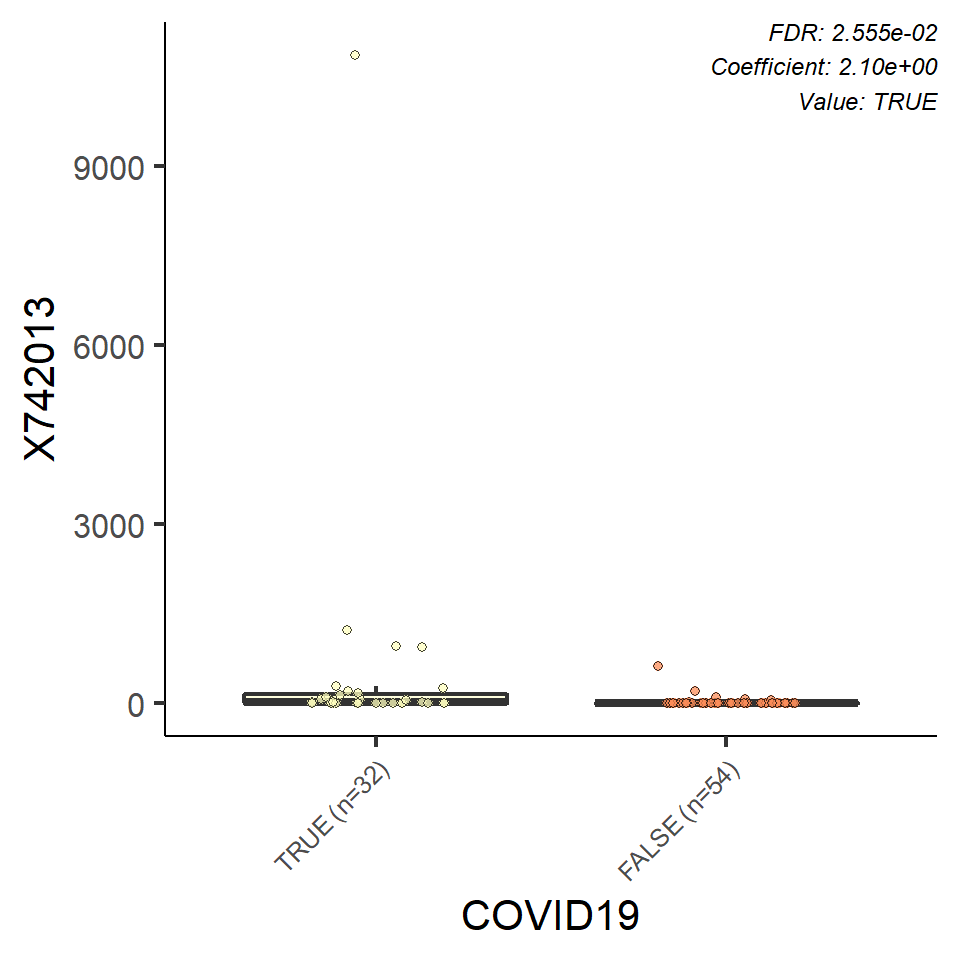 FDR: 2.555e-02
Coefficient: 2.10e+00
Value: TRUE
X742013
9000
6000
3000
0
TRUE (n=32)
FALSE (n=54)
COVID19